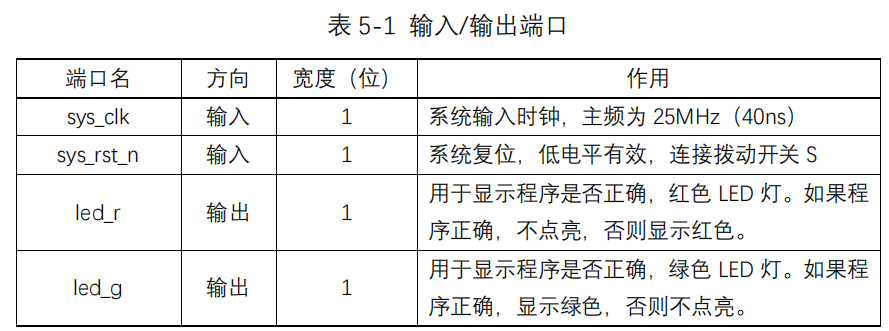 表 5-1 输入/输出端口
端口名 方向 宽度（位） 作用
sys_clk 输入 1 系统输入时钟，主频为 25MHz（40ns）
sys_rst_n 输入 1 系统复位，低电平有效，连接拨动开关 S
led_r 输出 1 用于显示程序是否正确，红色 LED 灯。如果程
序正确，不点亮，否则显示红色。
led_g 输出 1 用于显示程序是否正确，绿色 LED 灯。如果程
序正确，显示绿色，否则不点亮。